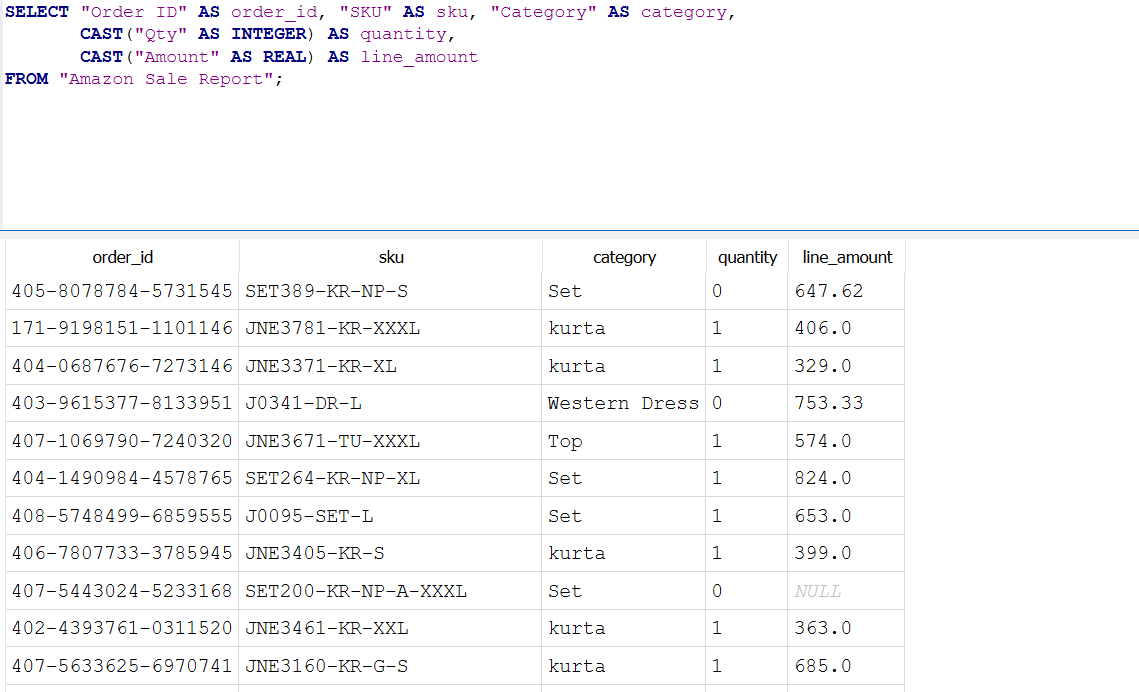 SELECT "Order ID" AS order_id, "SKU" AS sku, "Category" AS category,
CAST("Qty" AS INTEGER) AS quantity,
CAST("Amount" AS REAL) AS line_amount
FROM "Amazon Sale Report";
order_id sku category quantity line_amount
405-8078784-5731545 SET389-KR-NP-S Set 0 647.62
171-9198151-1101146 JNE3781-KR-XXXL kurta 1 406.0
404-0687676-7273146 JNE3371-KR-XL kurta 1 329.0
403-9615377-8133951 J0341-DR-L Western Dress 0 753.33
407-1069790-7240320 JNE3671-TU-XXXL Top 1 574.0
404-1490984-4578765 SET264-KR-NP-XL Set 1 824.0
408-5748499-6859555 J0095-SET-L Set 1 653.0
406-7807733-3785945 JNE3405-KR-S kurta 1 399.0
407-5443024-5233168 SET200-KR-NP-A-XXXL Set 0 NULL
402-4393761-0311520 JNE3461-KR-XXL kurta 1 363.0
407-5633625-6970741 JNE3160-KR-G-S kurta 1 685.0